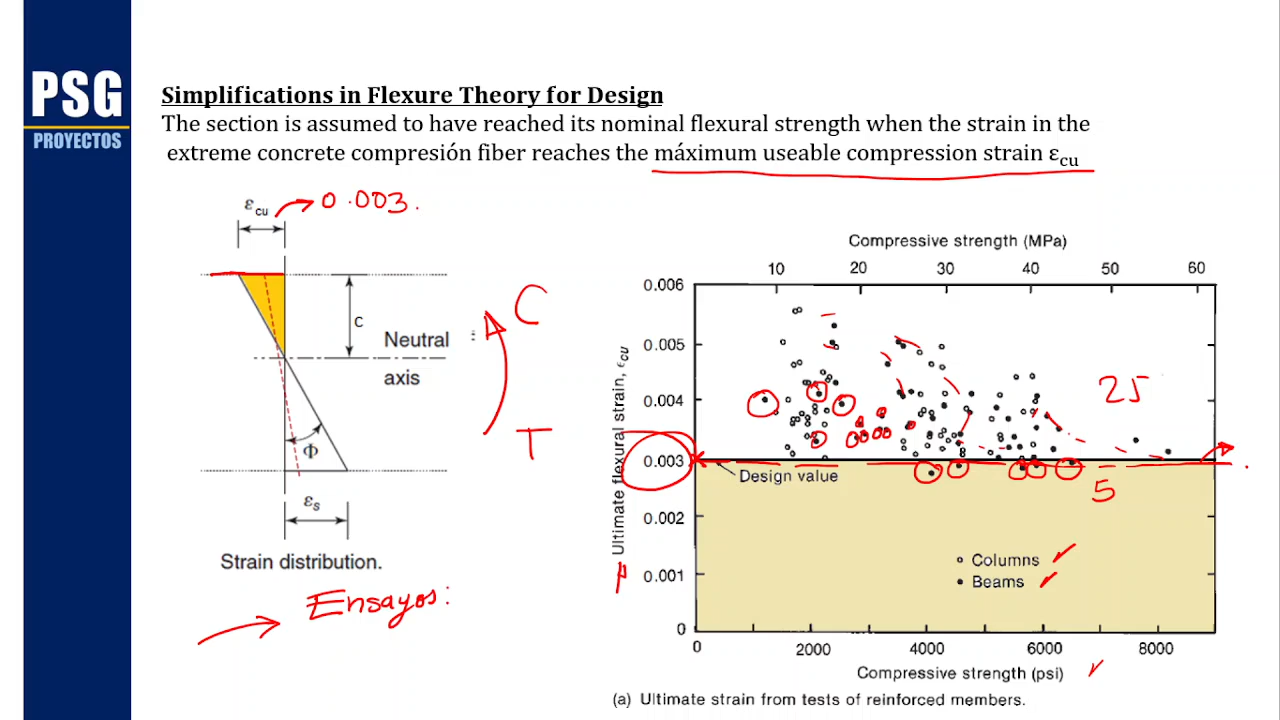 PSG
PROYECTOS
Simplifications in Flexure Theory for Design
The section is assumed to have reached its nominal flexural strength when the strain in the
extreme concrete compresión fiber reaches the máximum useable compression strain εcu
εcu
0.003.
c
Neutral
axis
C
T
Φ
εs
Strain distribution.
Ensayos:
Compressive strength (MPa)
10 20 30 40 50 60
0.006
0.005
0.004
0.003
0.002
0.001
0
Ultimate flexural strain, εcu
25
Design value
5
Columns
Beams
0 2000 4000 6000 8000
Compressive strength (psi)
(a) Ultimate strain from tests of reinforced members.